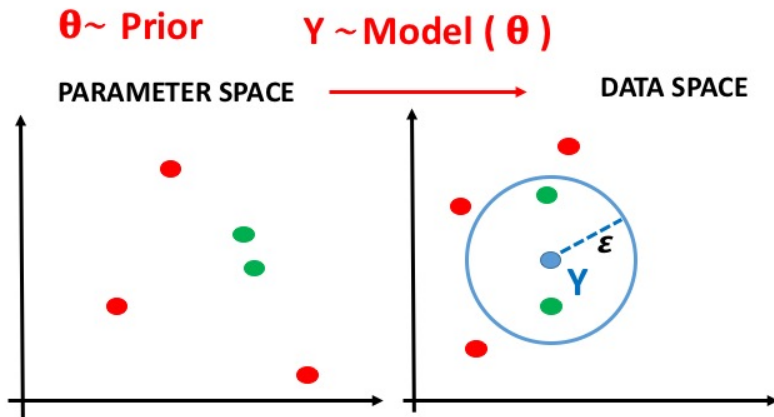 θ~ Prior
Y ~Model ( θ )
PARAMETER SPACE
DATA SPACE
ε
Y